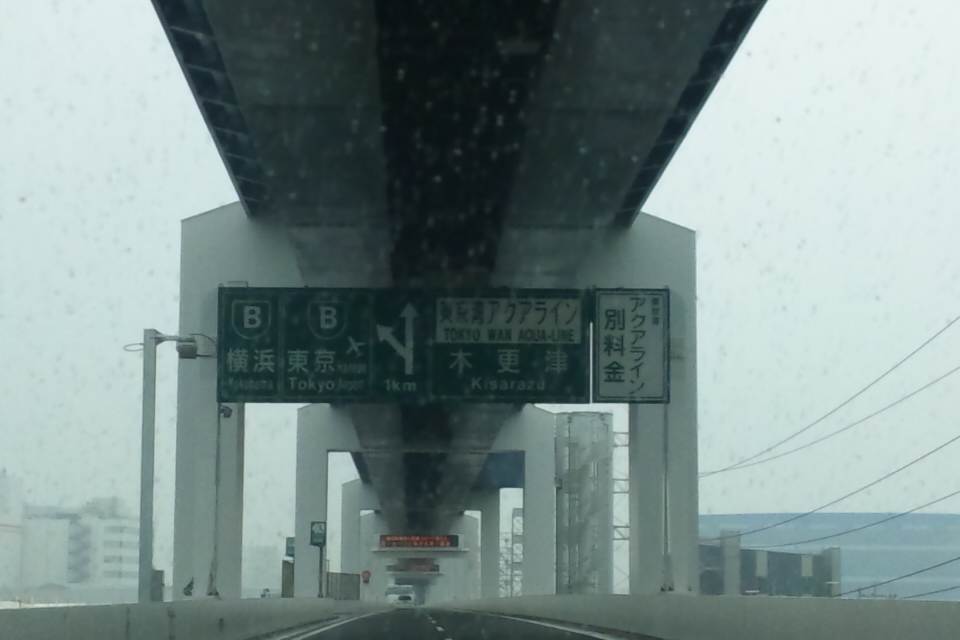 B
横浜
Yokohama
B
東京
Tokyo
1km
東京湾アクアライン
TOKYO WAN AQUA-LINE
木更津
Kisarazu
アクアライン
別料金